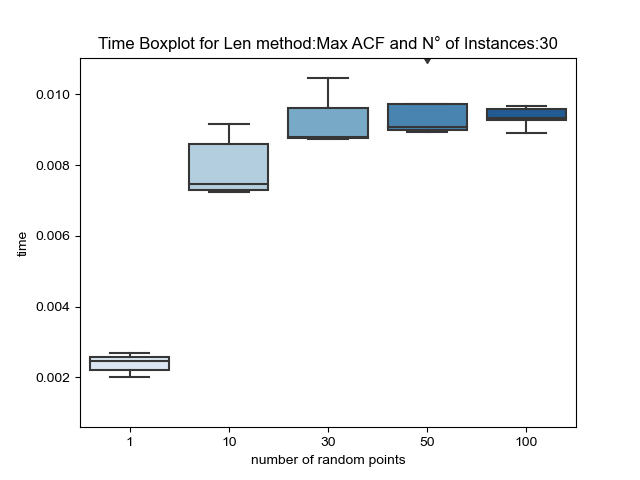 Time Boxplot for Len method:Max ACF and N° of Instances:30
0.010
0.008
0.006
0.004
0.002
time
1 10 30 50 100
number of random points